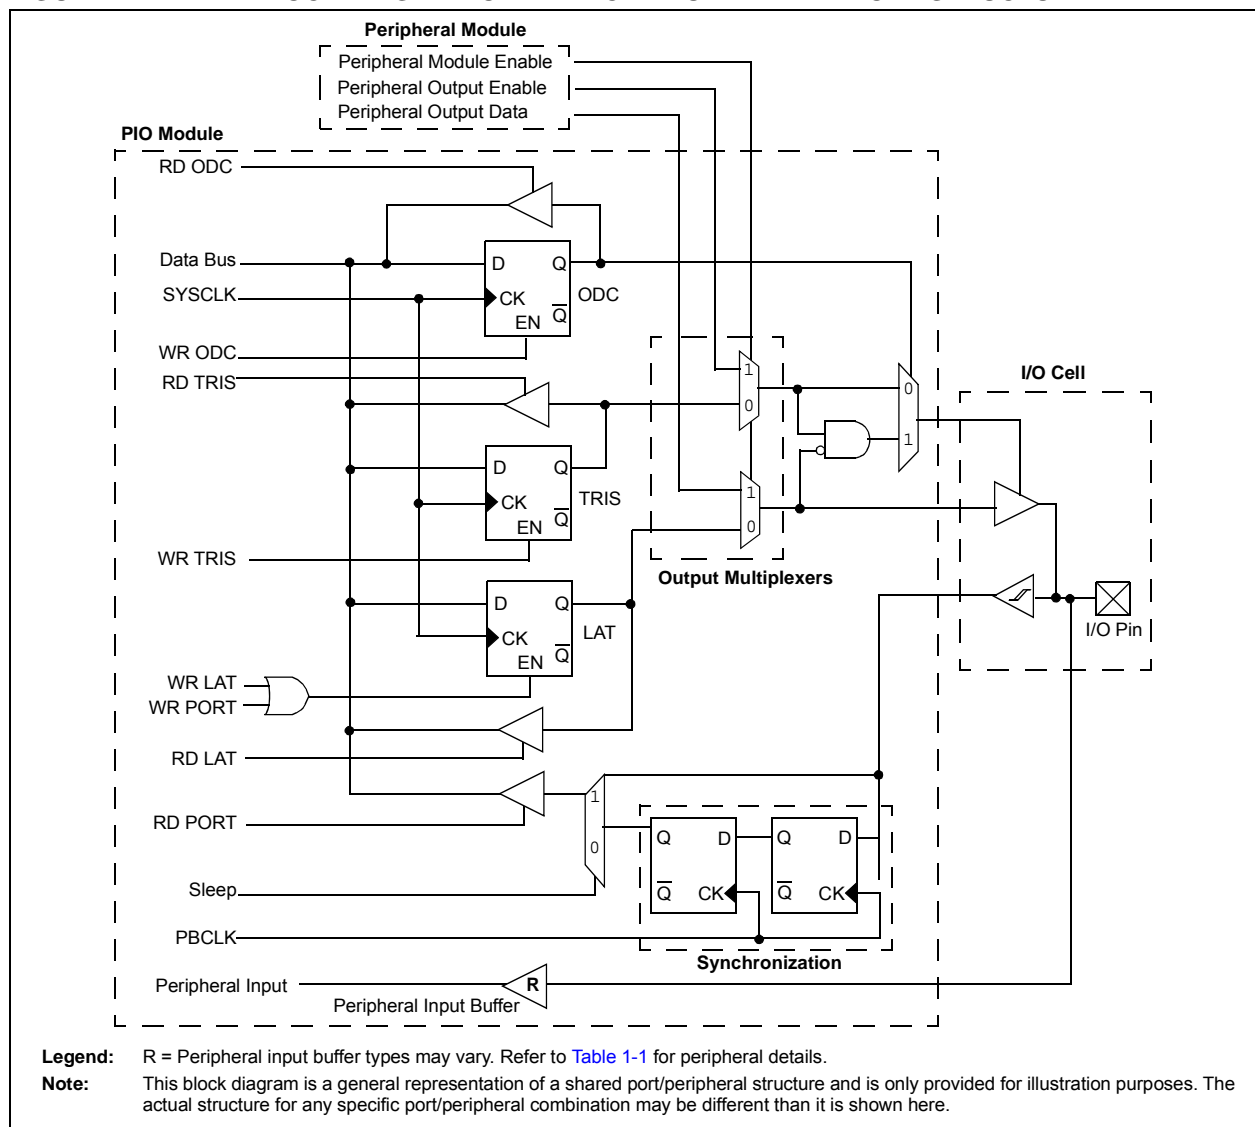 Peripheral Module
Peripheral Module Enable
Peripheral Output Enable
Peripheral Output Data
PIO Module
RD ODC
Data Bus
D Q
SYSCLK
CK
ODC
EN Q
WR ODC
RD TRIS
1
0
I/O Cell
0
1
D Q
CK
TRIS
EN Q
1
0
WR TRIS
Output Multiplexers
D Q
CK
LAT
EN Q
I/O Pin
WR LAT
WR PORT
RD LAT
1
0
RD PORT
Q D Q D
Q CK Q CK
Sleep
PBCLK
Synchronization
Peripheral Input
R
Peripheral Input Buffer
Legend: R = Peripheral input buffer types may vary. Refer to Table 1-1 for peripheral details.
Note: This block diagram is a general representation of a shared port/peripheral structure and is only provided for illustration purposes. The
actual structure for any specific port/peripheral combination may be different than it is shown here.